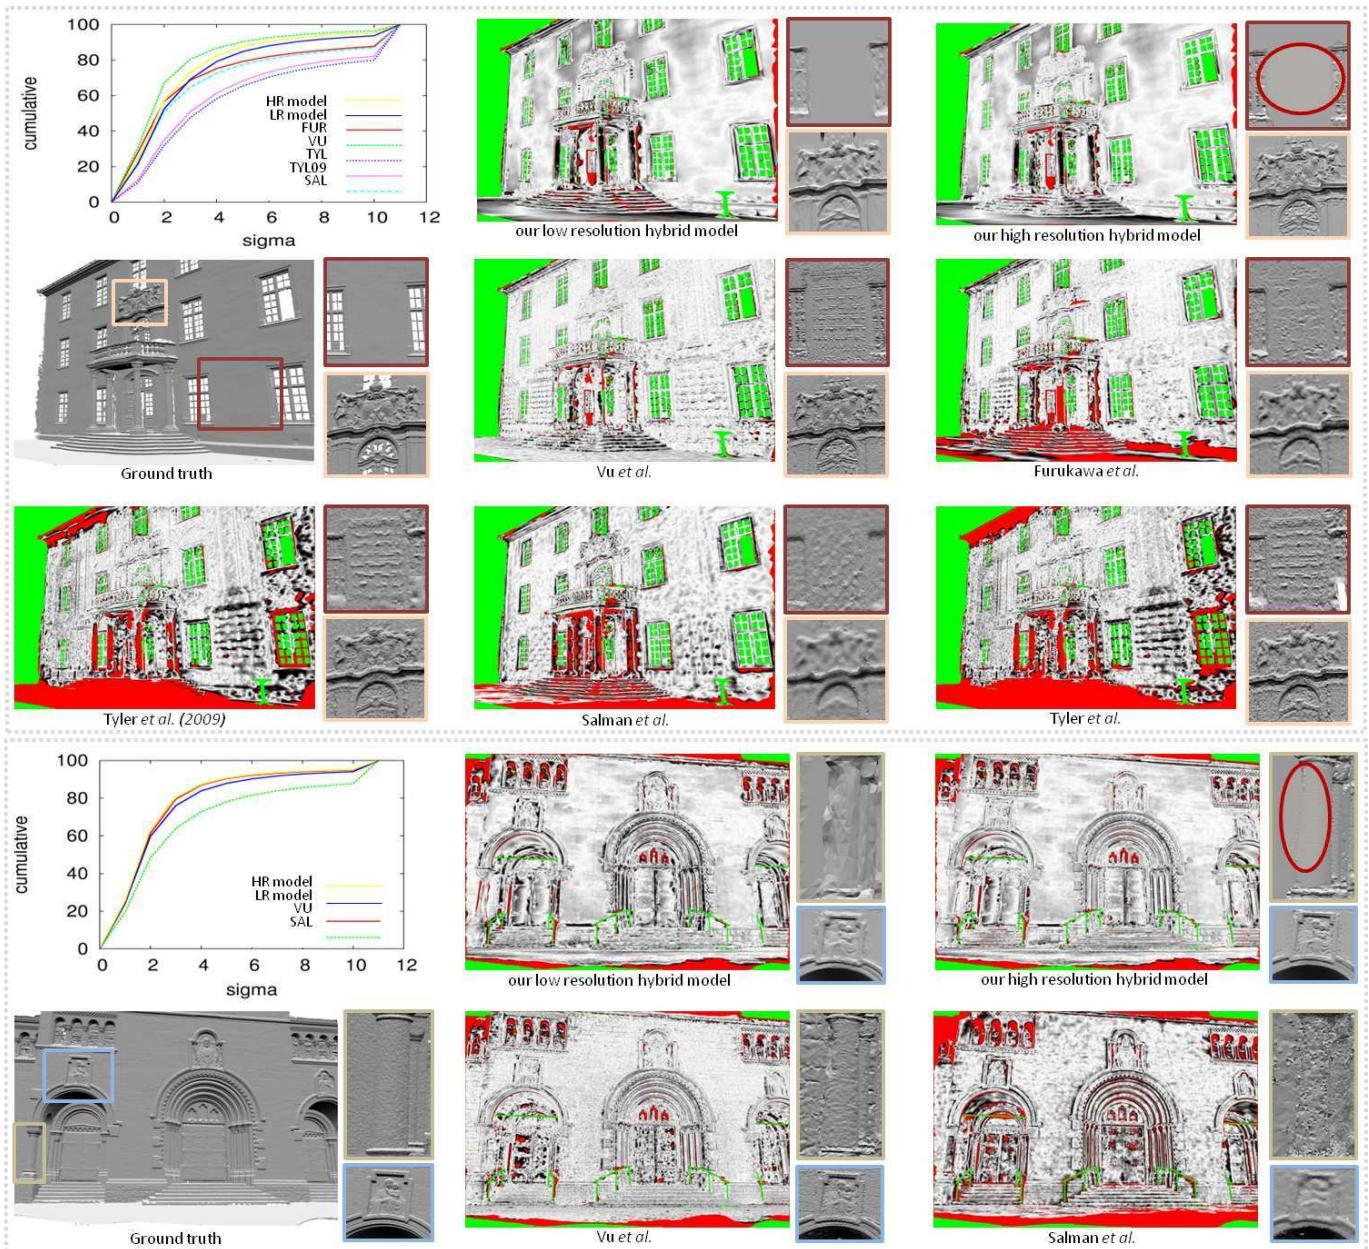 100
80
60
40
20
0
cumulative
HR model
LR model
FUR
VU
TYL
TYL09
SAL
0 2 4 6 8 10 12
sigma
our low resolution hybrid model
our high resolution hybrid model
Ground truth
Vu et al.
Furukawa et al.
Tyler et al. (2009)
Salman et al.
Tyler et al.
100
80
60
40
20
0
cumulative
HR model
LR model
VU
SAL
0 2 4 6 8 10 12
sigma
our low resolution hybrid model
our high resolution hybrid model
Ground truth
Vu et al.
Salman et al.